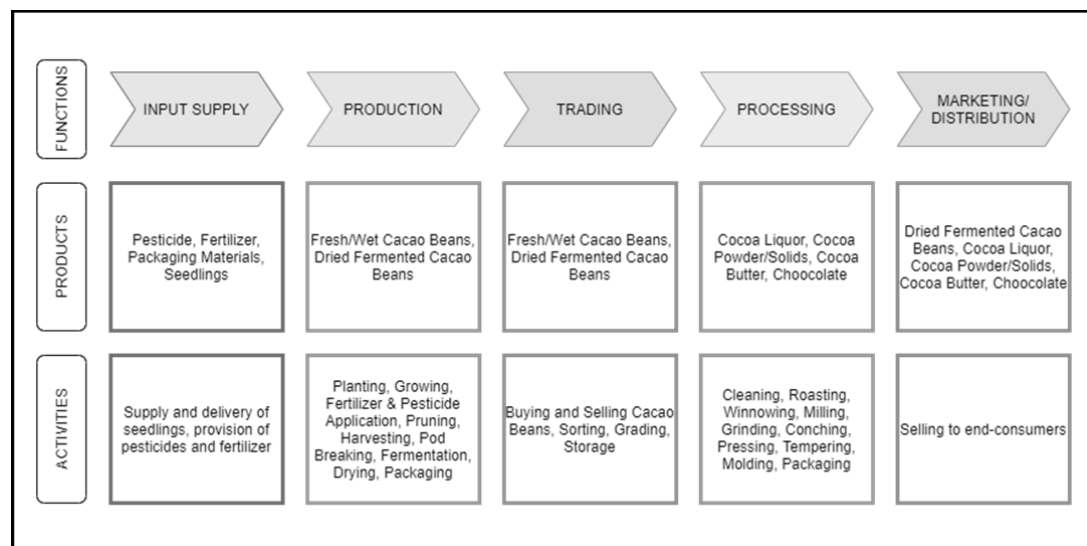 FUNCTIONS
INPUT SUPPLY
PRODUCTION
TRADING
PROCESSING
MARKETING/
DISTRIBUTION
PRODUCTS
Pesticide, Fertilizer,
Packaging Materials,
Seedlings
Fresh/Wet Cacao Beans,
Dried Fermented Cacao
Beans
Fresh/Wet Cacao Beans,
Dried Fermented Cacao
Beans
Cocoa Liquor, Cocoa
Powder/Solids, Cocoa
Butter, Choocolate
Dried Fermented Cacao
Beans, Cocoa Liquor,
Cocoa Powder/Solids,
Cocoa Butter, Choocolate
ACTIVITIES
Supply and delivery of
seedlings, provision of
pesticides and fertilizer
Planting, Growing,
Fertilizer & Pesticide
Application, Pruning,
Harvesting, Pod
Breaking, Fermentation,
Drying, Packaging
Buying and Selling Cacao
Beans, Sorting, Grading,
Storage
Cleaning, Roasting,
Winnowing, Milling,
Grinding, Conching,
Pressing, Tempering,
Molding, Packaging
Selling to end-consumers